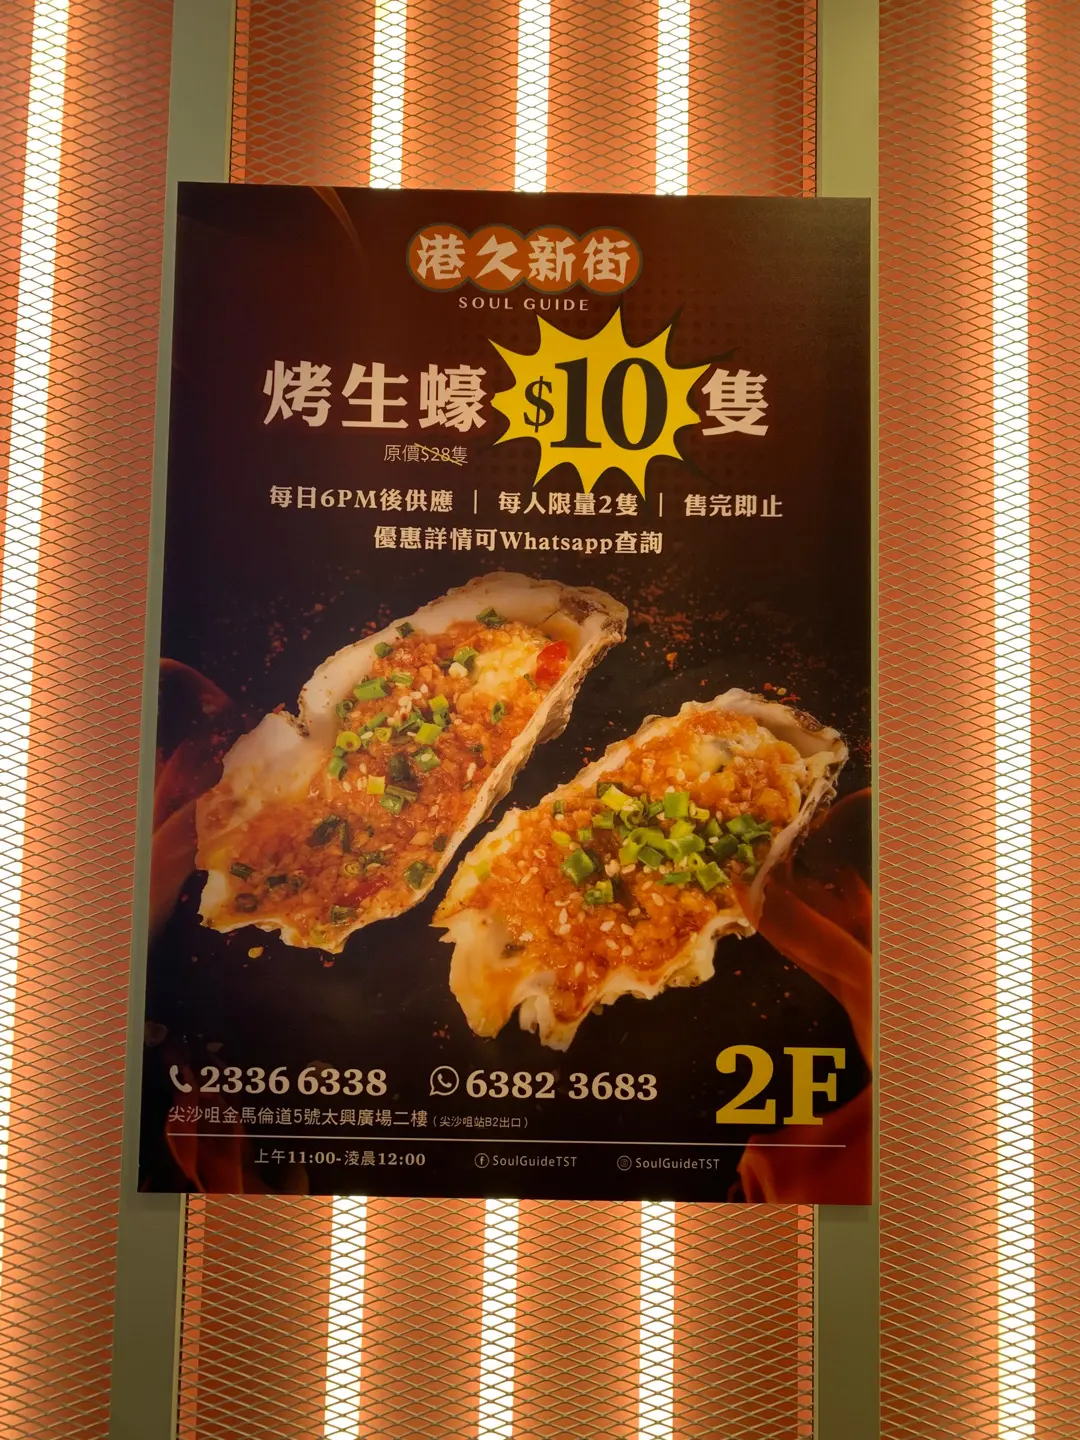 港久新街
SOUL GUIDE
烤生蠔 $10 隻
原價$28隻
每日6PM後供應 | 每人限量2隻 | 售完即止
優惠詳情可Whatsapp查詢
2336 6338 6382 3683
2F
尖沙咀金馬倫道5號太興廣場二樓（尖沙咀站B2出口）
上午11:00-淩晨12:00 SoulGuideTST SoulGuideTST